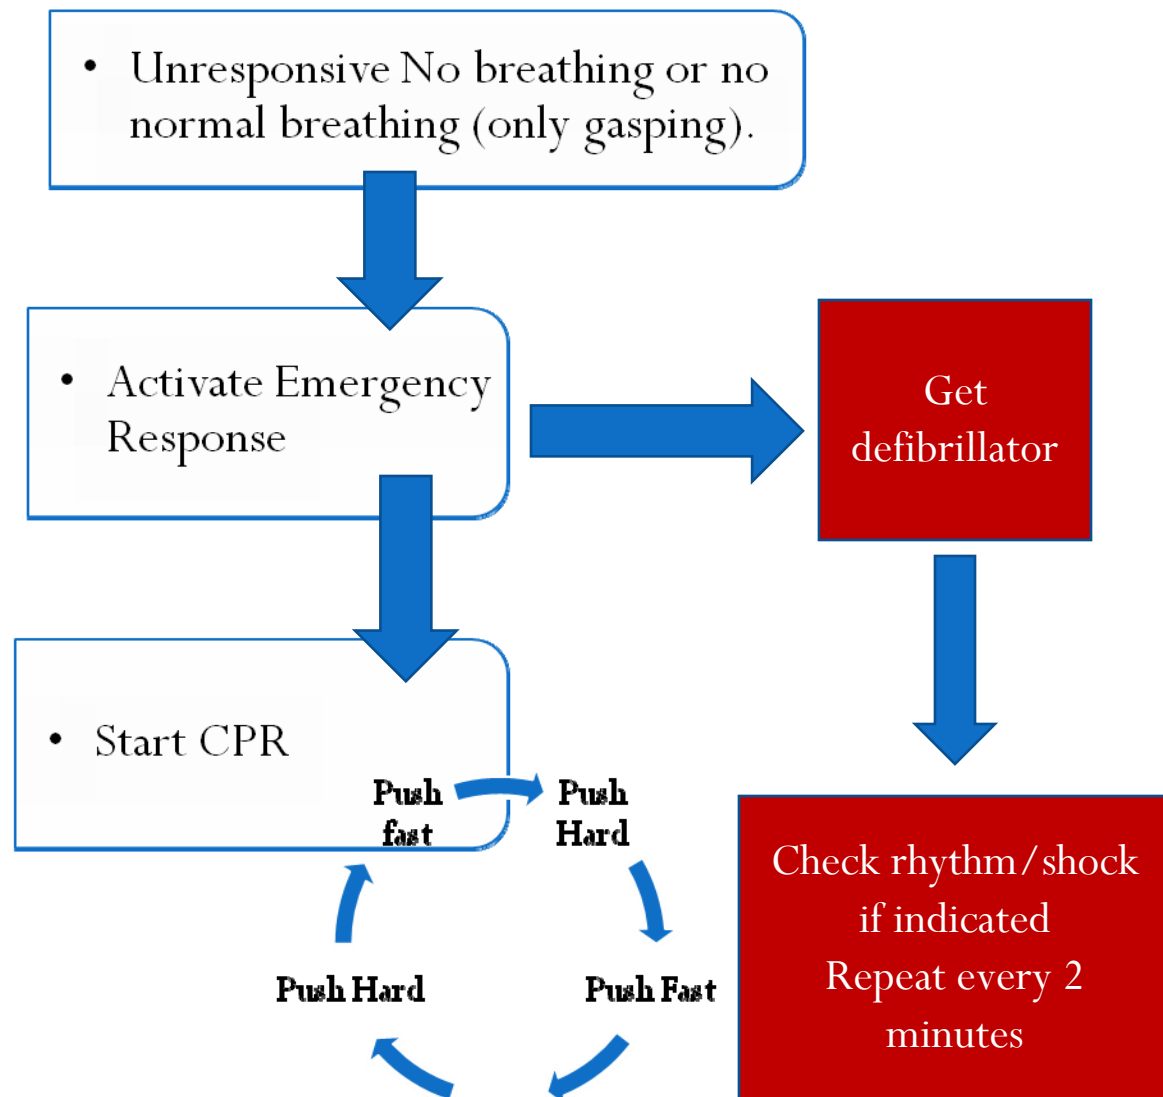 • Unresponsive No breathing or no
normal breathing (only gasping).
• Activate Emergency
Response
Get
defibrillator
• Start CPR
Push
fast
Push
Hard
Push Fast
Push Hard
Check rhythm/shock
if indicated
Repeat every 2
minutes